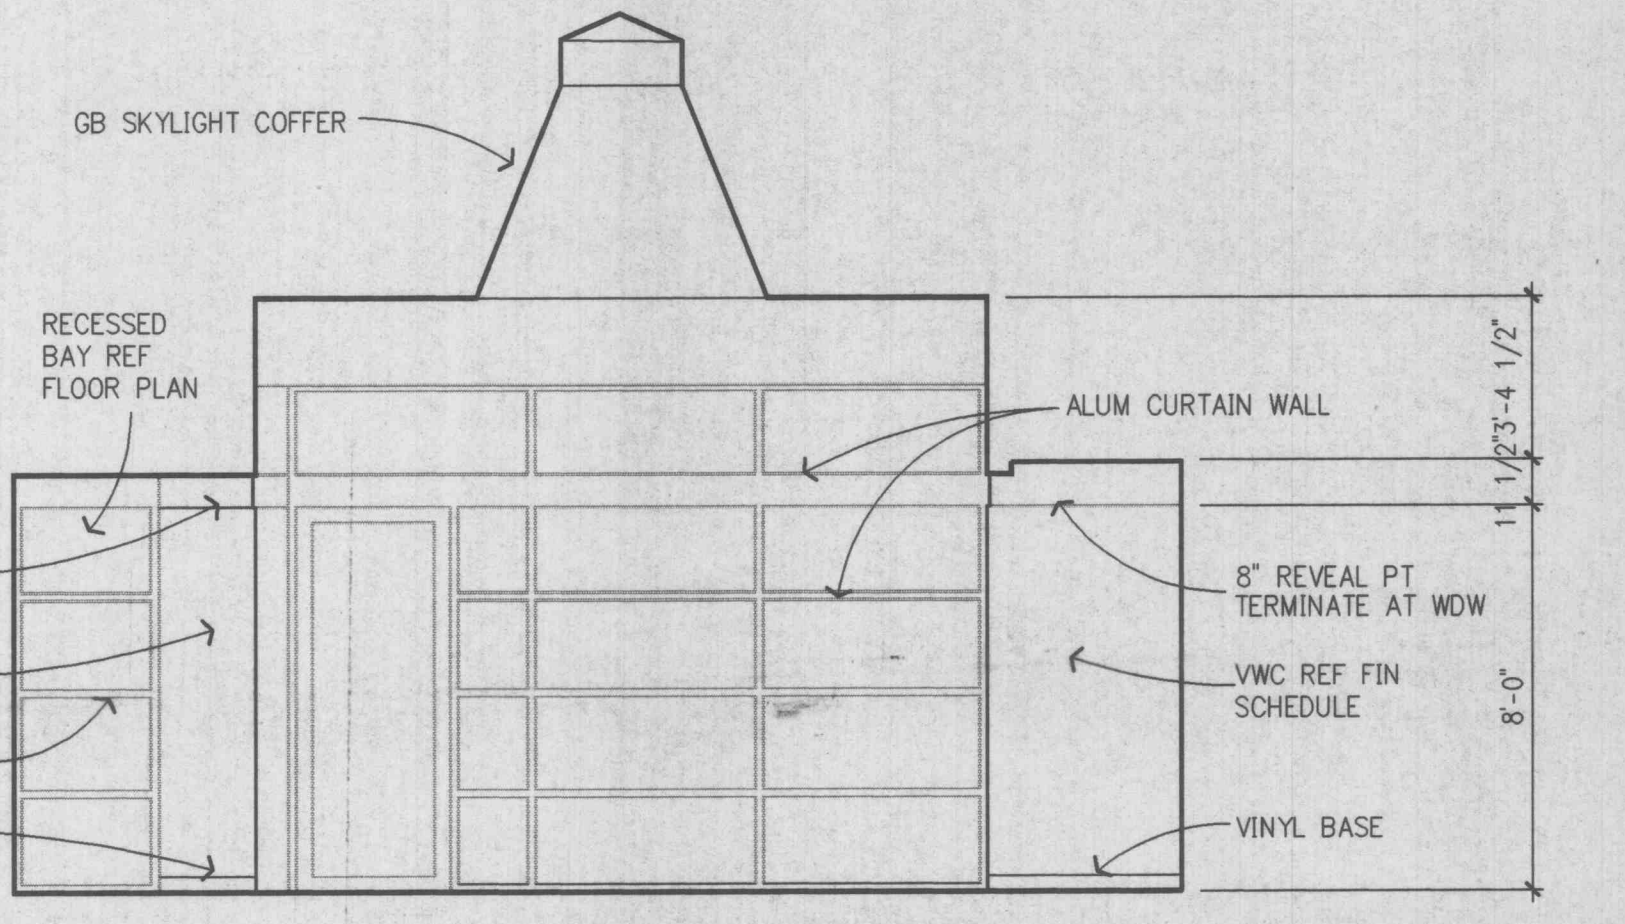 GB SKYLIGHT COFFER
RECESSED
BAY REF
FLOOR PLAN
ALUM CURTAIN WALL
3'-4 1/2"
11 1/2"
8" REVEAL PT
TERMINATE AT WDW
VWC REF FIN
SCHEDULE
8'-0"
VINYL BASE